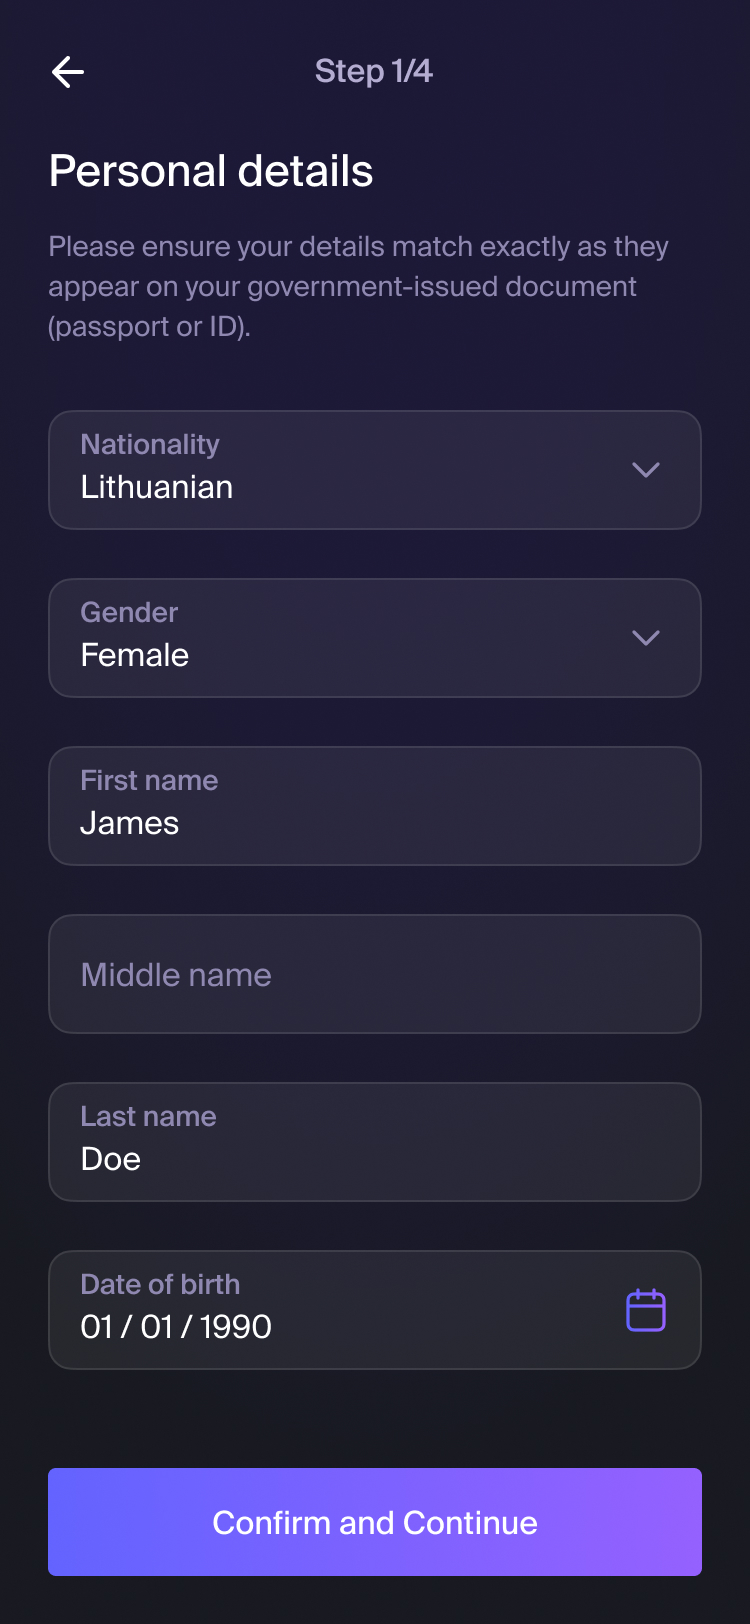 Step 1/4
Personal details
Please ensure your details match exactly as they
appear on your government-issued document
(passport or ID).
Nationality
Lithuanian
Gender
Female
First name
James
Middle name
Last name
Doe
Date of birth
01 / 01 / 1990
Confirm and Continue